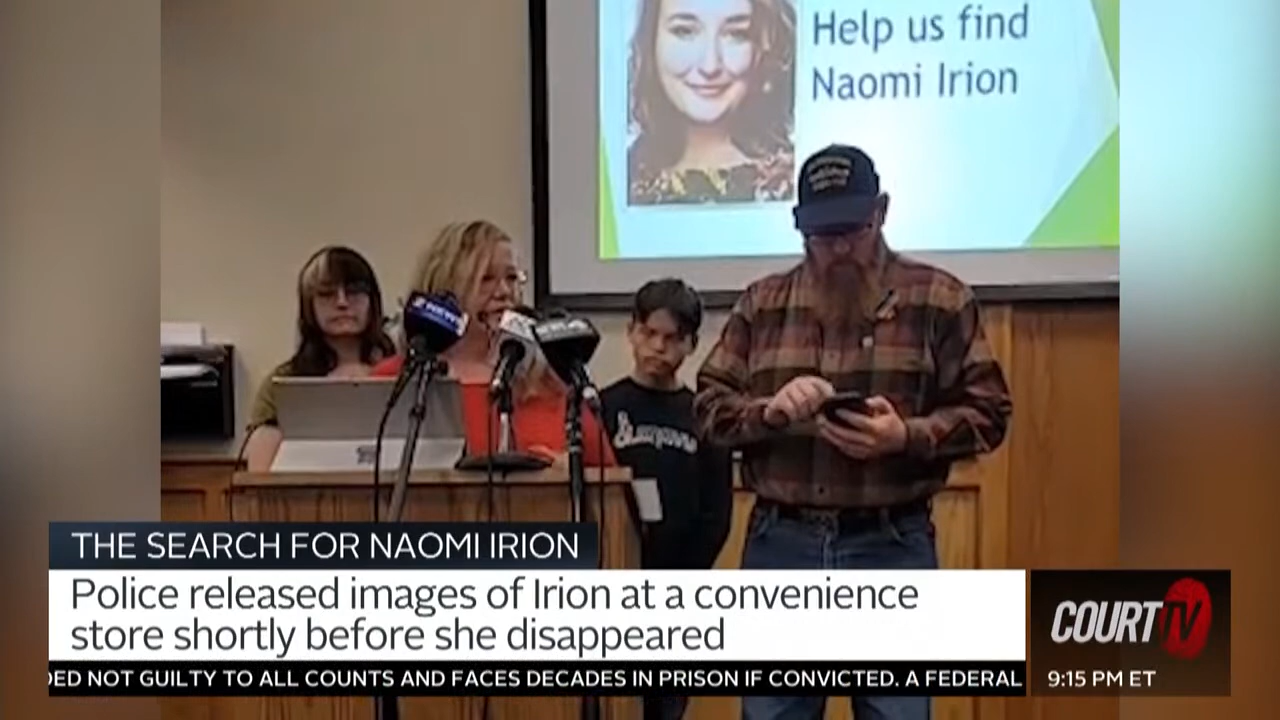 Help us find
Naomi Irion
NEWS
THE SEARCH FOR NAOMI IRION
Police released images of Irion at a convenience
store shortly before she disappeared
COURT TV
DED NOT GUILTY TO ALL COUNTS AND FACES DECADES IN PRISON IF CONVICTED. A FEDERAL
9:15 PM ET